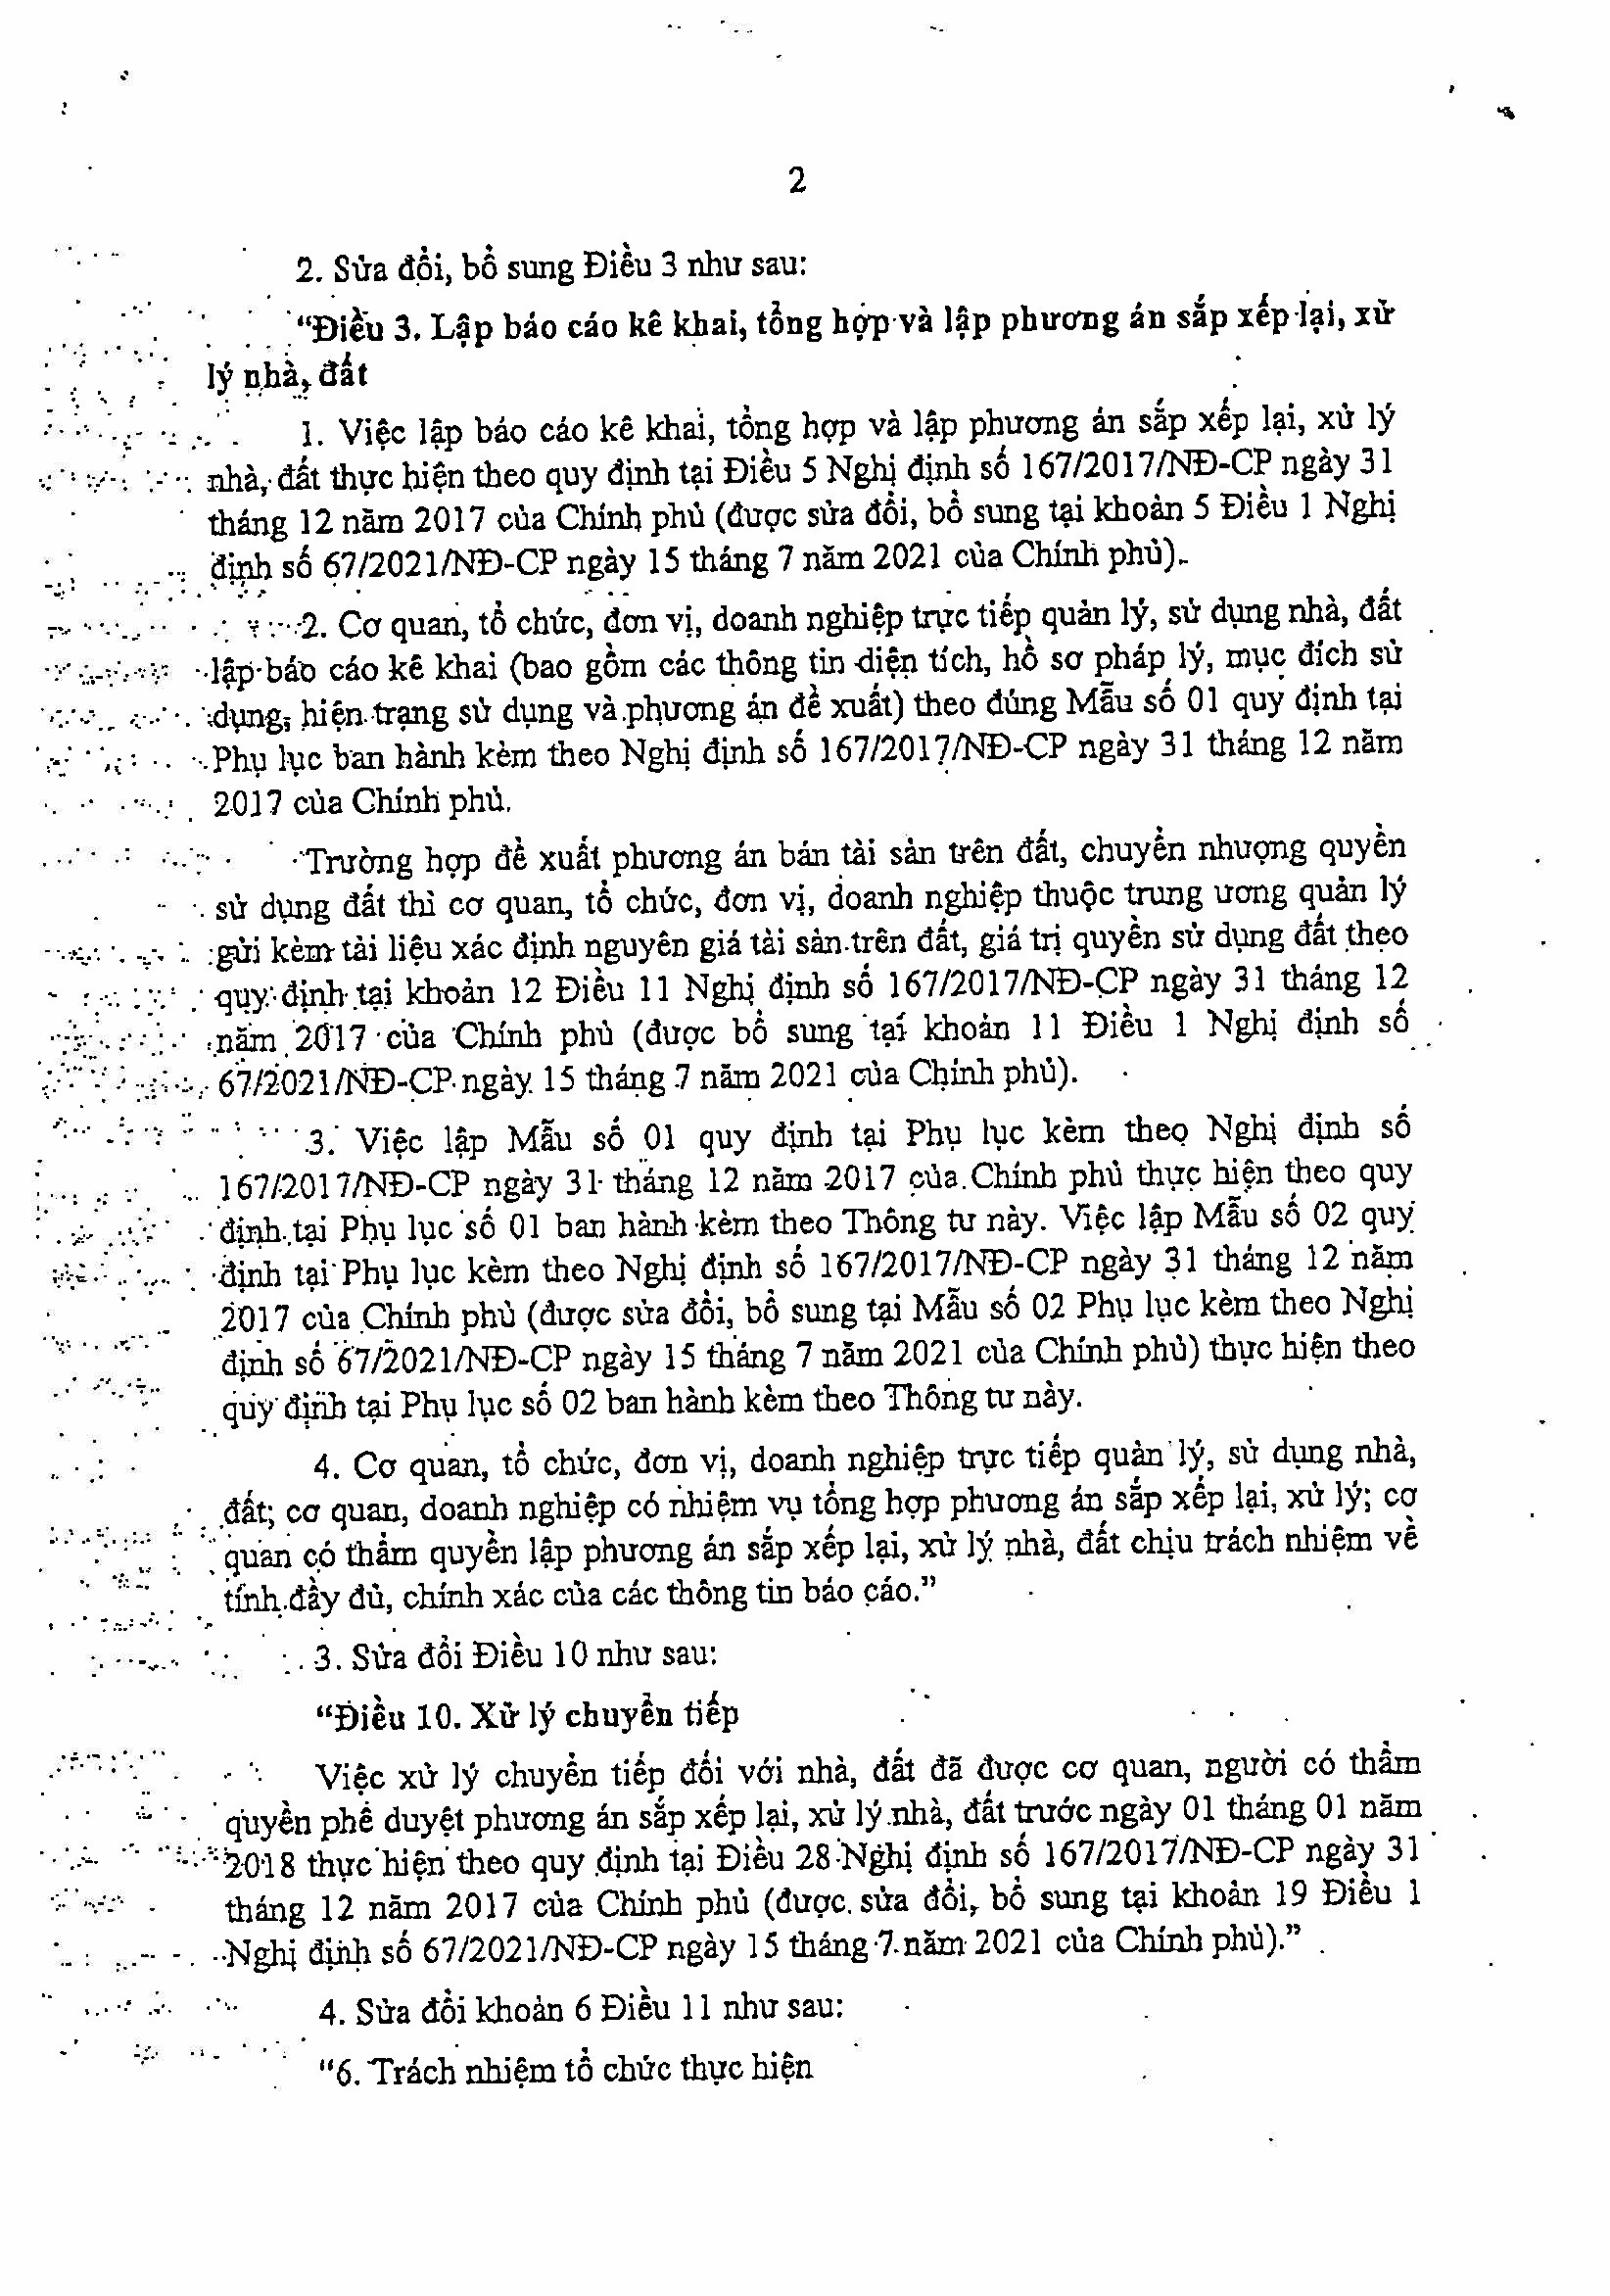 2
2. Sửa đổi, bổ sung Điều 3 như sau:
“Điều 3. Lập báo cáo kê khai, tổng hợp và lập phương án sắp xếp lại, xử
lý nhà, đất
1. Việc lập báo cáo kê khai, tổng hợp và lập phương án sắp xếp lại, xử lý
nhà, đất thực hiện theo quy định tại Điều 5 Nghị định số 167/2017/NĐ-CP ngày 31
tháng 12 năm 2017 của Chính phủ (được sửa đổi, bổ sung tại khoản 5 Điều 1 Nghị
định số 67/2021/NĐ-CP ngày 15 tháng 7 năm 2021 của Chính phủ).
2. Cơ quan, tổ chức, đơn vị, doanh nghiệp trực tiếp quản lý, sử dụng nhà, đất
lập báo cáo kê khai (bao gồm các thông tin diện tích, hồ sơ pháp lý, mục đích sử
dụng, hiện trạng sử dụng và phương án đề xuất) theo đúng Mẫu số 01 quy định tại
Phụ lục ban hành kèm theo Nghị định số 167/2017/NĐ-CP ngày 31 tháng 12 năm
2017 của Chính phủ.
Trường hợp đề xuất phương án bán tài sản trên đất, chuyển nhượng quyền
sử dụng đất thì cơ quan, tổ chức, đơn vị, doanh nghiệp thuộc trung ương quản lý
gửi kèm tài liệu xác định nguyên giá tài sản trên đất, giá trị quyền sử dụng đất theo
quy định tại khoản 12 Điều 11 Nghị định số 167/2017/NĐ-CP ngày 31 tháng 12
năm 2017 của Chính phủ (được bổ sung tại khoản 11 Điều 1 Nghị định số
67/2021/NĐ-CP ngày 15 tháng 7 năm 2021 của Chính phủ).
3. Việc lập Mẫu số 01 quy định tại Phụ lục kèm theo Nghị định số
167/2017/NĐ-CP ngày 31 tháng 12 năm 2017 của Chính phủ thực hiện theo quy
định tại Phụ lục số 01 ban hành kèm theo Thông tư này. Việc lập Mẫu số 02 quy
định tại Phụ lục kèm theo Nghị định số 167/2017/NĐ-CP ngày 31 tháng 12 năm
2017 của Chính phủ (được sửa đổi, bổ sung tại Mẫu số 02 Phụ lục kèm theo Nghị
định số 67/2021/NĐ-CP ngày 15 tháng 7 năm 2021 của Chính phủ) thực hiện theo
quy định tại Phụ lục số 02 ban hành kèm theo Thông tư này.
4. Cơ quan, tổ chức, đơn vị, doanh nghiệp trực tiếp quản lý, sử dụng nhà,
đất; cơ quan, doanh nghiệp có nhiệm vụ tổng hợp phương án sắp xếp lại, xử lý; cơ
quan có thẩm quyền lập phương án sắp xếp lại, xử lý nhà, đất chịu trách nhiệm về
tính đầy đủ, chính xác của các thông tin báo cáo.”
3. Sửa đổi Điều 10 như sau:
“Điều 10. Xử lý chuyển tiếp
Việc xử lý chuyển tiếp đối với nhà, đất đã được cơ quan, người có thẩm
quyền phê duyệt phương án sắp xếp lại, xử lý nhà, đất trước ngày 01 tháng 01 năm
2018 thực hiện theo quy định tại Điều 28 Nghị định số 167/2017/NĐ-CP ngày 31
tháng 12 năm 2017 của Chính phủ (được sửa đổi, bổ sung tại khoản 19 Điều 1
Nghị định số 67/2021/NĐ-CP ngày 15 tháng 7 năm 2021 của Chính phủ).”
4. Sửa đổi khoản 6 Điều 11 như sau:
“6. Trách nhiệm tổ chức thực hiện